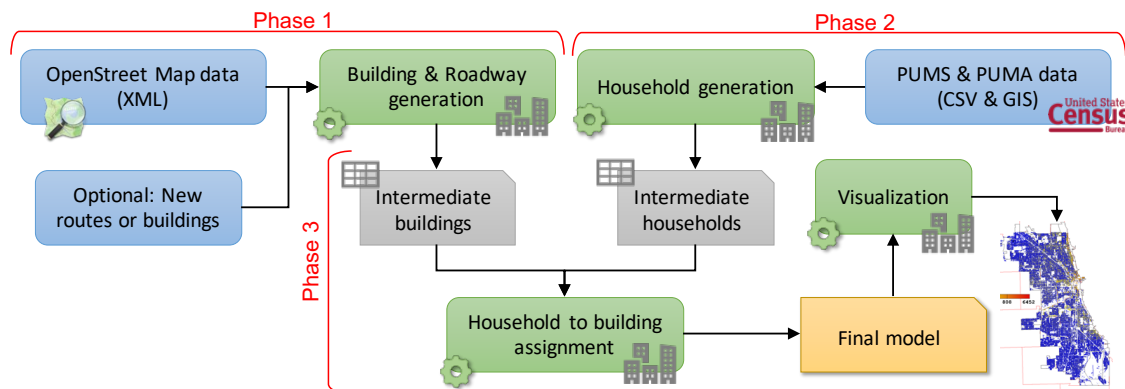 Phase 1
Phase 2
OpenStreet Map data
(XML)
Building & Roadway
generation
Household generation
PUMS & PUMA data
(CSV & GIS)
United States
Census
Bureau
Optional: New
routes or buildings
Phase 3
Intermediate
buildings
Intermediate
households
Visualization
808 6452
Household to building
assignment
Final model